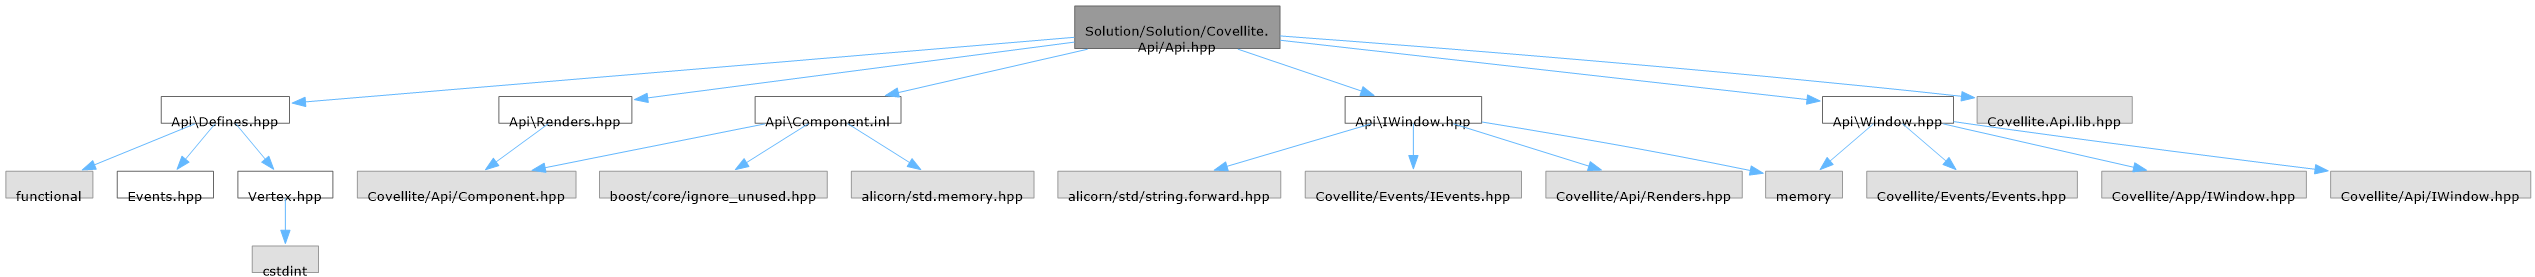 Solution/Solution/Covellite.
Api/Api.hpp
Api\Defines.hpp
Api\Renders.hpp
Api\Component.inl
Api\IWindow.hpp
Api\Window.hpp
Covellite.Api.lib.hpp
functional
Events.hpp
Vertex.hpp
Covellite/Api/Component.hpp
boost/core/ignore_unused.hpp
alicorn/std.memory.hpp
alicorn/std/string.forward.hpp
Covellite/Events/IEvents.hpp
Covellite/Api/Renders.hpp
memory
Covellite/Events/Events.hpp
Covellite/App/IWindow.hpp
Covellite/Api/IWindow.hpp
cstdint